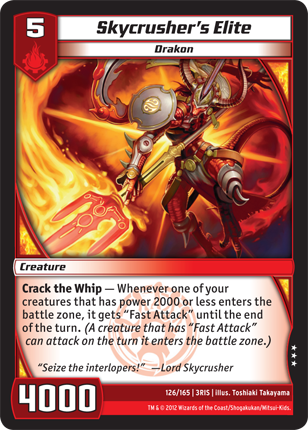 5
Skycrusher's Elite
Drakon
Creature
Crack the Whip — Whenever one of your
creatures that has power 2000 or less enters the
battle zone, it gets "Fast Attack" until the end
of the turn. (A creature that has "Fast Attack"
can attack on the turn it enters the battle zone.)
"Seize the interlopers!" —Lord Skycrusher
4000
126/165 | 3RIS | illus. Toshiaki Takayama
TM & © 2012 Wizards of the Coast/Shogakukan/Mitsui-Kids.